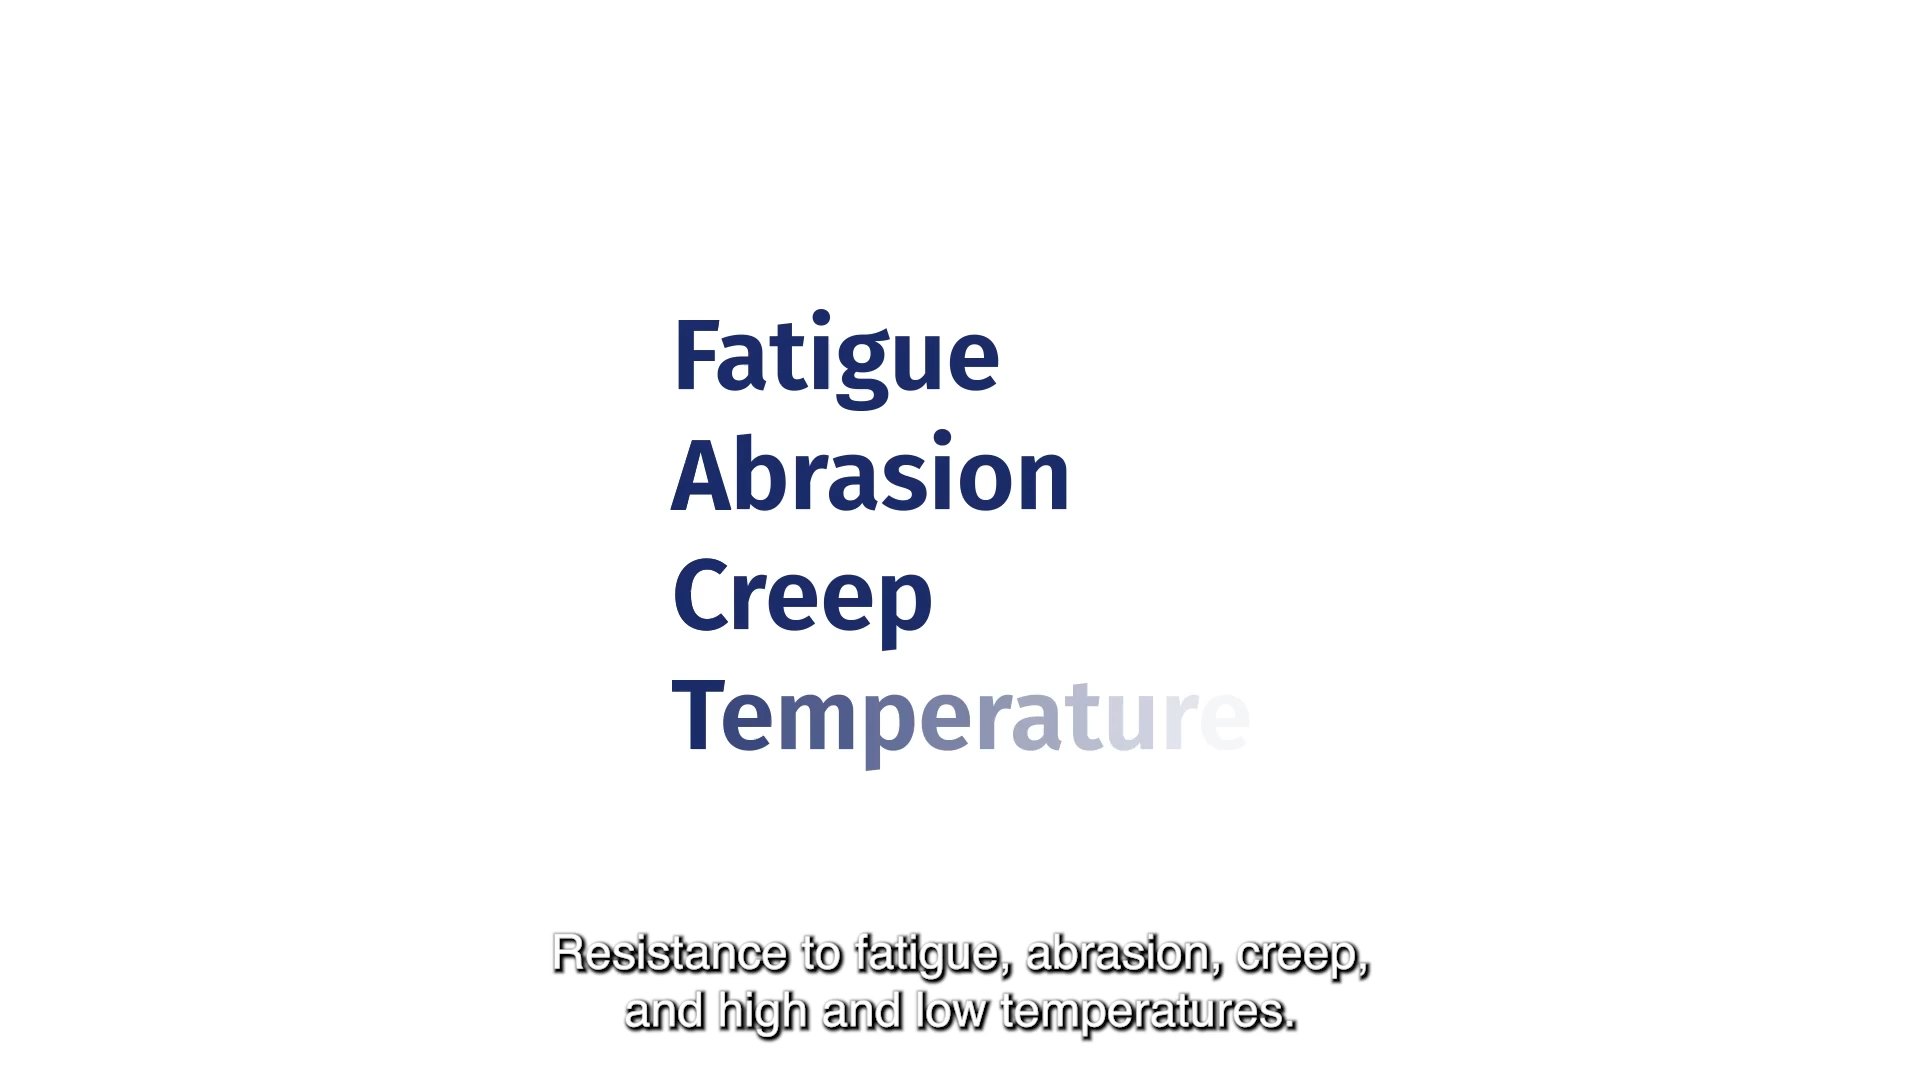 Fatigue
Abrasion
Creep
Temperature
Resistance to fatigue, abrasion, creep,
and high and low temperatures.